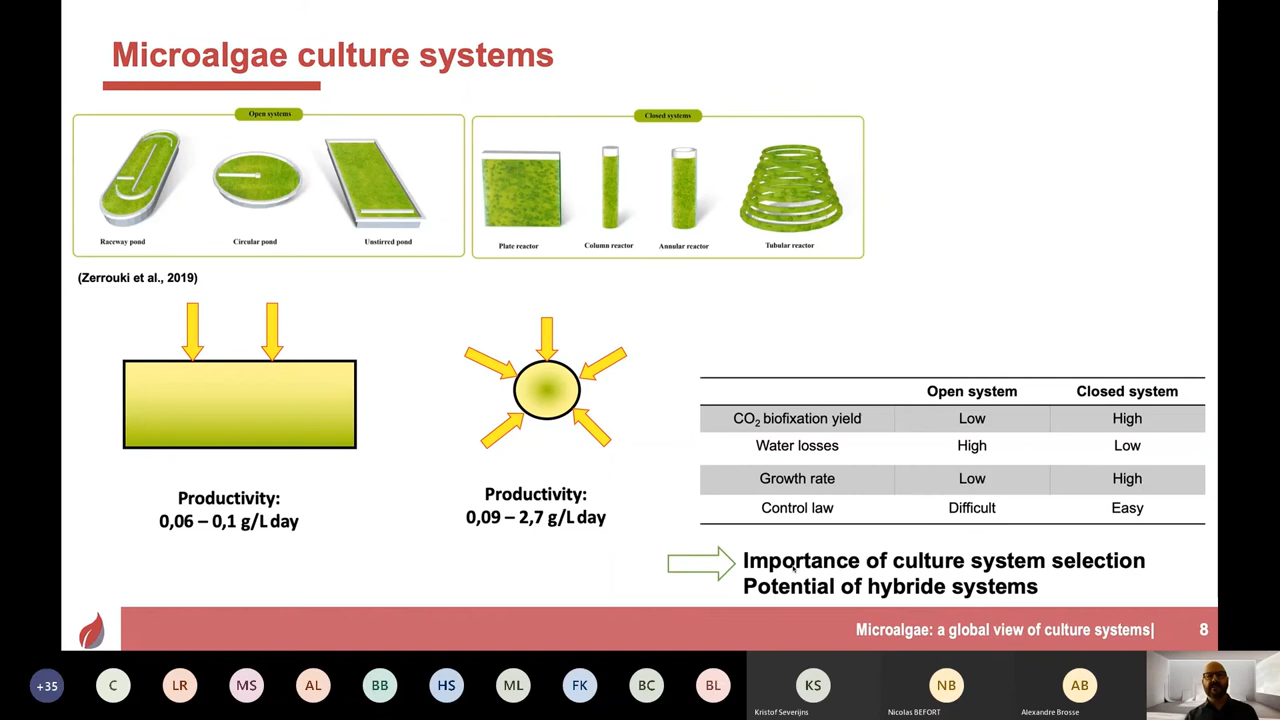 Microalgae culture systems
Open systems
Raceway pond
Circular pond
Unstirred pond
Closed systems
Plate reactor
Column reactor
Annular reactor
Tubular reactor
(Zerrouki et al., 2019)
Productivity:
0,06 – 0,1 g/L day
Productivity:
0,09 – 2,7 g/L day
Open system Closed system
CO₂ biofixation yield Low High
Water losses High Low
Growth rate Low High
Control law Difficult Easy
Importance of culture system selection
Potential of hybride systems
Microalgae: a global view of culture systems| 8
+35 C LR MS AL BB HS ML FK BC BL KS NB AB
Kristof Severijns Nicolas BEFORT Alexandre Brosse